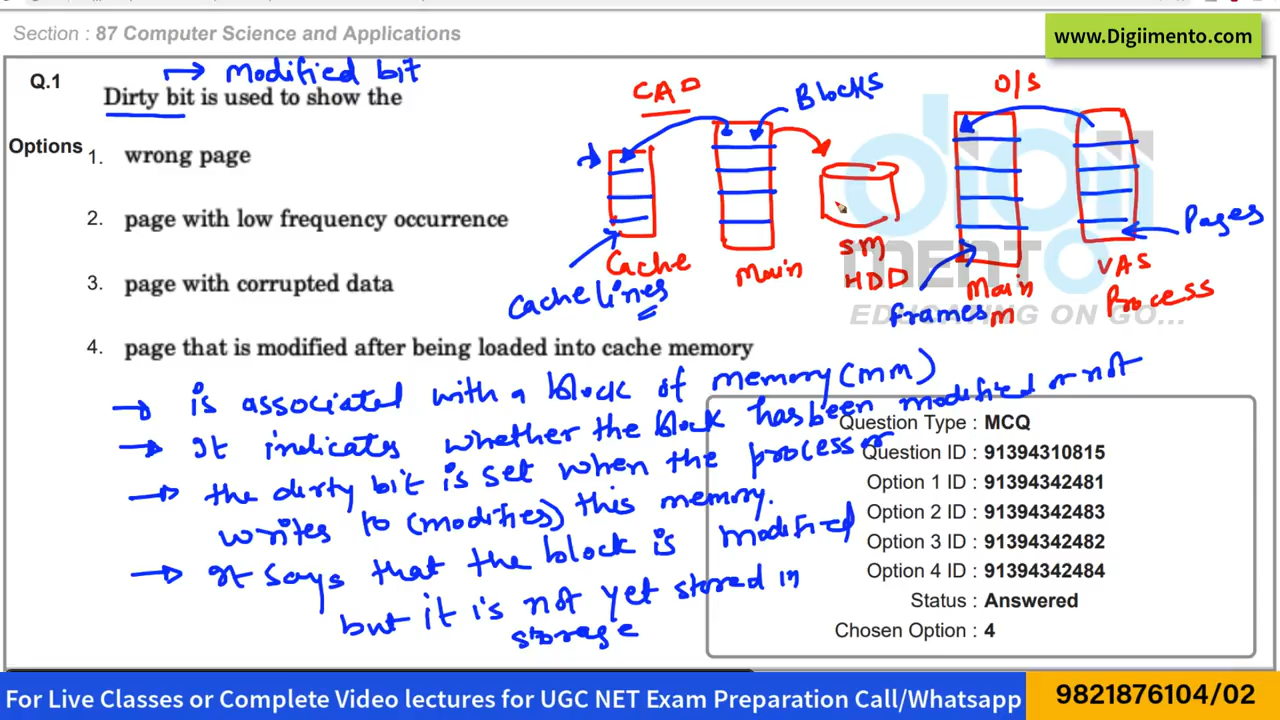 Section : 87 Computer Science and Applications
www.Digiimento.com
Q.1
→ modified bit
Dirty bit is used to show the
Options
1. wrong page
2. page with low frequency occurrence
3. page with corrupted data
4. page that is modified after being loaded into cache memory
CAO
Blocks
O/S
Cache
Cache lines
Main
SM
HDD
frames
Main
m
VAS
Process
Pages
EDUCATING ON GO...
→ is associated with a block of memory (mm)
→ It indicates whether the block has been modified or not
→ the dirty bit is set when the processor
writes to (modifies) this memory.
→ It says that the block is modified
but it is not yet stored in
storage
Question Type : MCQ
Question ID : 91394310815
Option 1 ID : 91394342481
Option 2 ID : 91394342483
Option 3 ID : 91394342482
Option 4 ID : 91394342484
Status : Answered
Chosen Option : 4
For Live Classes or Complete Video lectures for UGC NET Exam Preparation Call/Whatsapp
9821876104/02